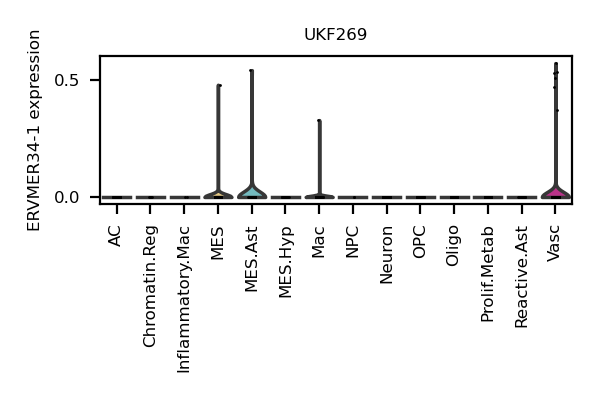 UKF269
ERVMER34-1 expression
0.5
0.0
AC
Chromatin.Reg
Inflammatory.Mac
MES
MES.Ast
MES.Hyp
Mac
NPC
Neuron
OPC
Oligo
Prolif.Metab
Reactive.Ast
Vasc